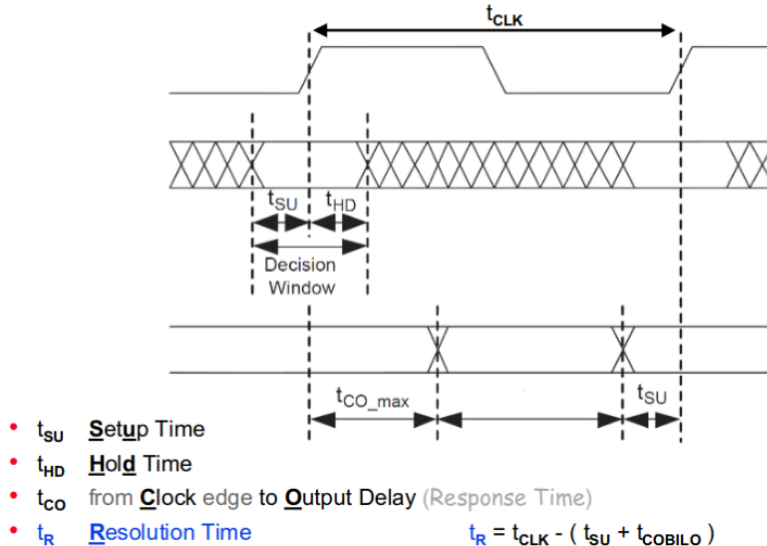 tCLK
tSU tHD
Decision
Window
tCO_max tSU
• tSU Setup Time
• tHD Hold Time
• tCO from Clock edge to Output Delay (Response Time)
• tR Resolution Time tR = tCLK - ( tSU + tCOBILO )